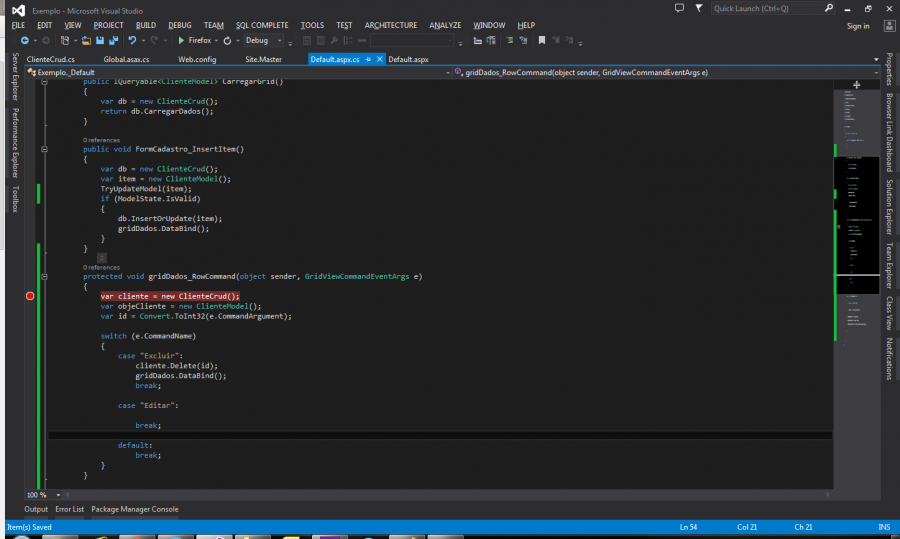 Exemplo - Microsoft Visual Studio
Quick Launch (Ctrl+Q)
FILE EDIT VIEW PROJECT BUILD DEBUG TEAM SQL COMPLETE TOOLS TEST ARCHITECTURE ANALYZE WINDOW HELP
Sign in
Firefox Debug
ClienteCrud.cs Global.asax.cs Web.config Site.Master Default.aspx.cs Default.aspx
Exemplo._Default
gridDados_RowCommand(object sender, GridViewCommandEventArgs e)
Server Explorer
Performance Explorer
Toolbox
public IQueryable<ClienteModel> CarregarGrid()
{
var db = new ClienteCrud();
return db.CarregarDados();
}
0 references
public void FormCadastro_InsertItem()
{
var db = new ClienteCrud();
var item = new ClienteModel();
TryUpdateModel(item);
if (ModelState.IsValid)
{
db.InsertOrUpdate(item);
gridDados.DataBind();
}
}
0 references
protected void gridDados_RowCommand(object sender, GridViewCommandEventArgs e)
{
var cliente = new ClienteCrud();
var objeCliente = new ClienteModel();
var id = Convert.ToInt32(e.CommandArgument);
switch (e.CommandName)
{
case "Excluir":
cliente.Delete(id);
gridDados.DataBind();
break;
case "Editar":
break;
default:
break;
}
}
Properties
Browser Link Dashboard
Solution Explorer
Team Explorer
Class View
Notifications
100 %
Output Error List Package Manager Console
Item(s) Saved
Ln 54 Col 21 Ch 21 INS